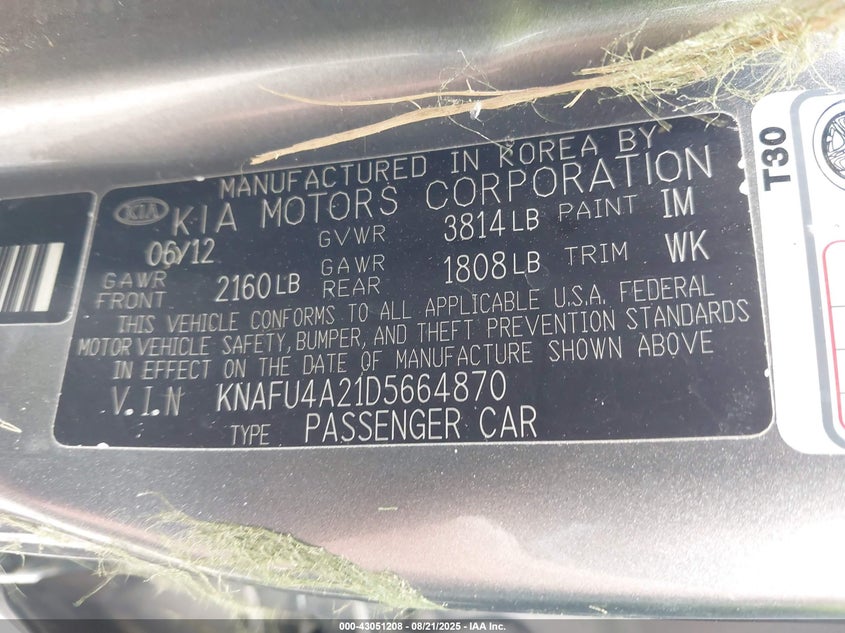 MANUFACTURED IN KOREA BY
KIA KIA MOTORS CORPORATION
06/12 GVWR 3814 LB PAINT IM
GAWR FRONT 2160 LB GAWR REAR 1808 LB TRIM WK
THIS VEHICLE CONFORMS TO ALL APPLICABLE U.S.A. FEDERAL
MOTOR VEHICLE SAFETY, BUMPER, AND THEFT PREVENTION STANDARDS
IN EFFECT ON THE DATE OF MANUFACTURE SHOWN ABOVE
V.I.N KNAFU4A21D5664870
TYPE PASSENGER CAR
T30
000-43051208 - 08/21/2025 - IAA Inc.